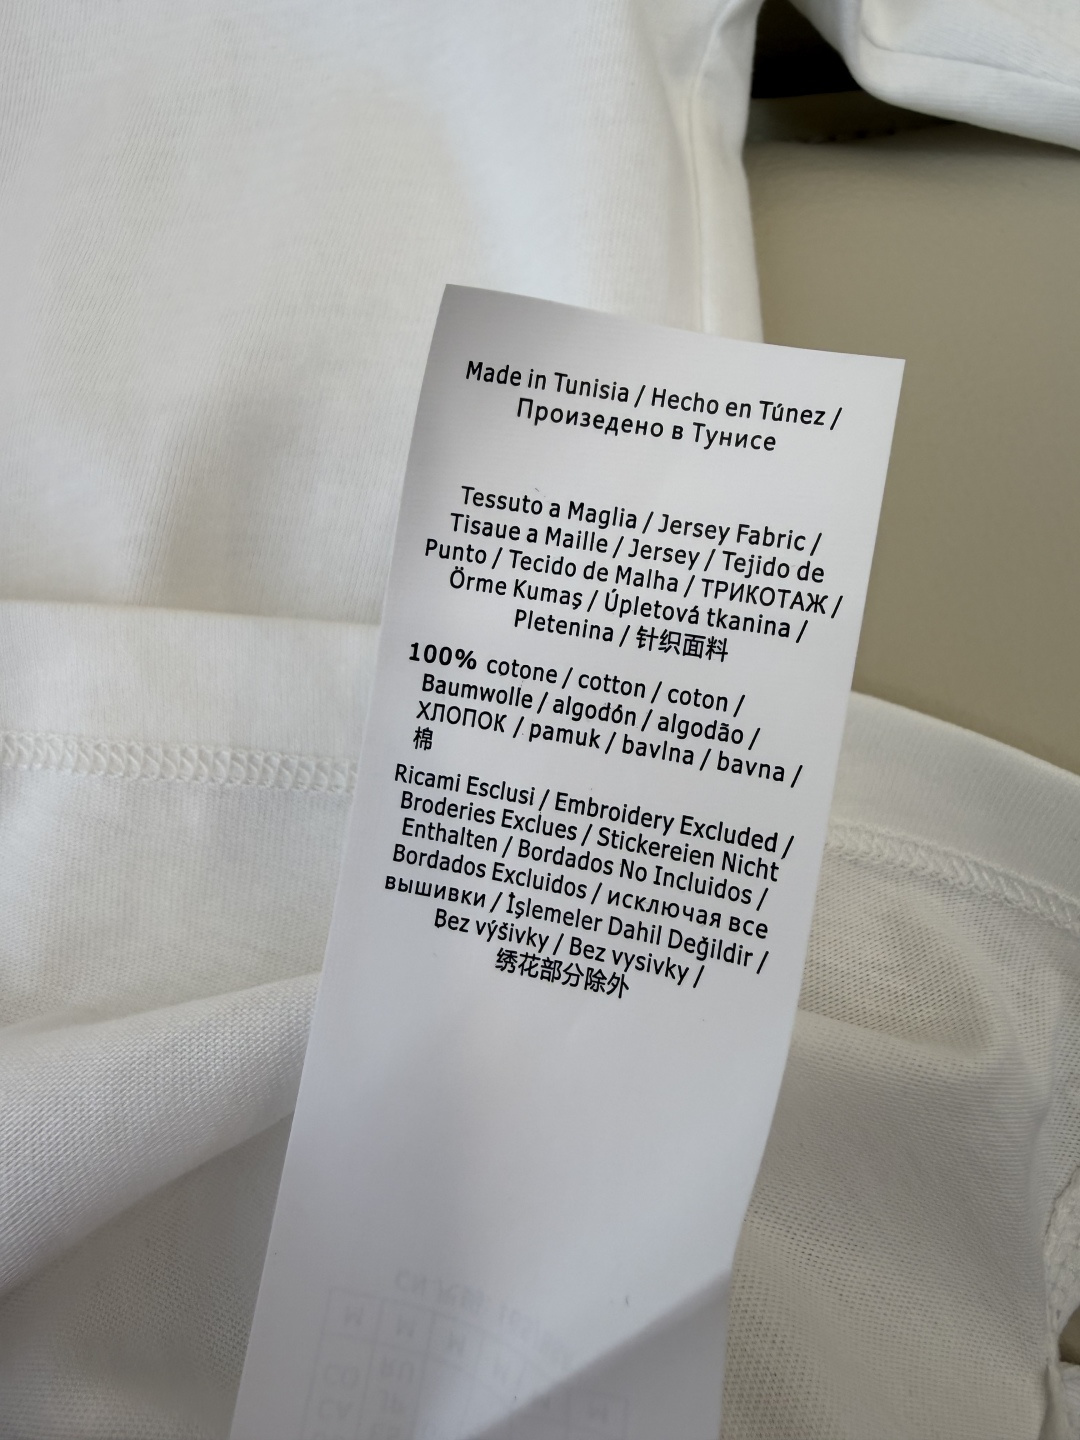 Made in Tunisia / Hecho en Túnez /
Произедено в Тунисе
Tessuto a Maglia / Jersey Fabric /
Tisaue a Maille / Jersey / Tejido de
Punto / Tecido de Malha / ТРИКОТАЖ /
Örme Kumaş / Úpletová tkanina /
Pletenina / 针织面料
100% cotone / cotton / coton /
Baumwolle / algodón / algodão /
ХЛОПОК / pamuk / bavlna / bavna /
棉
Ricami Esclusi / Embroidery Excluded /
Broderies Exclues / Stickereien Nicht
Enthalten / Bordados No Incluidos /
Bordados Excluidos / исключая все
вышивки / İşlemeler Dahil Değildir /
Bez výšivky / Bez vysivky /
绣花部分除外